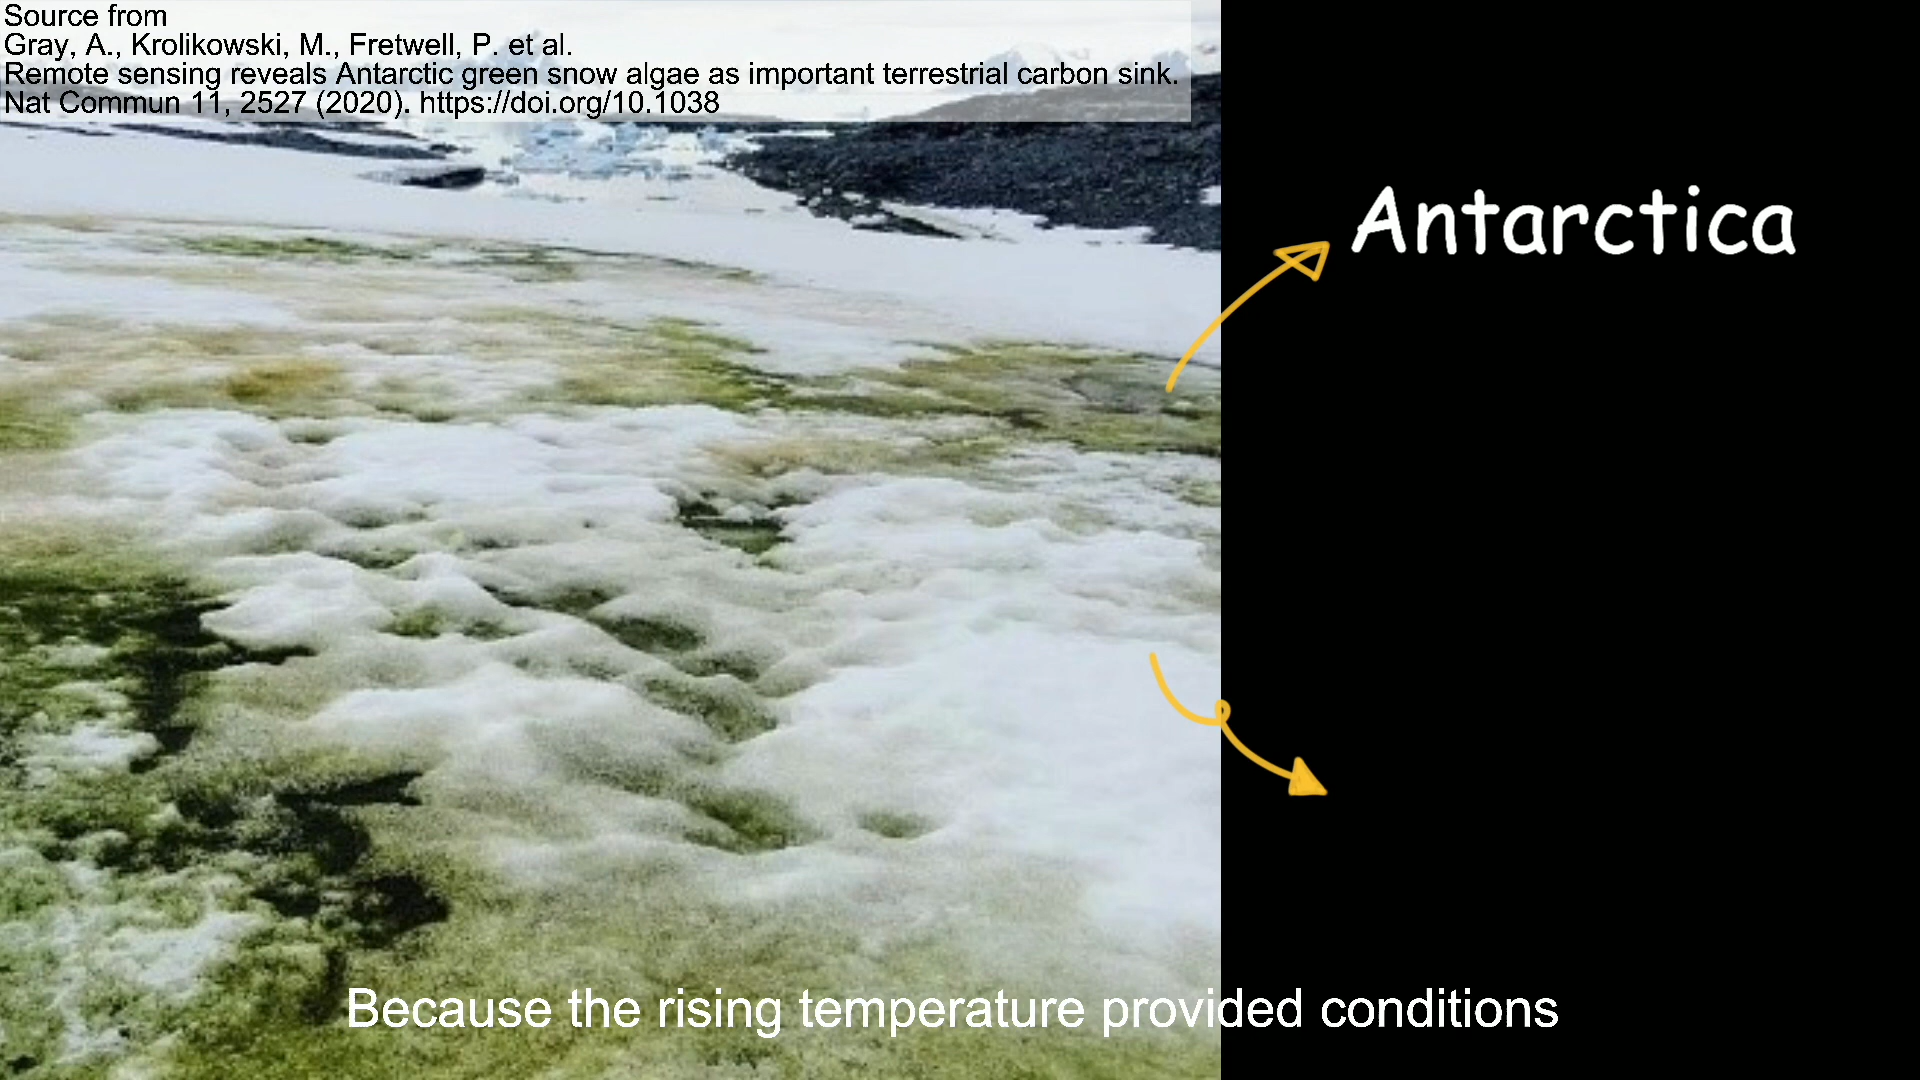 Source from
Gray, A., Krolikowski, M., Fretwell, P. et al.
Remote sensing reveals Antarctic green snow algae as important terrestrial carbon sink.
Nat Commun 11, 2527 (2020). https://doi.org/10.1038
Antarctica
Because the rising temperature provided conditions